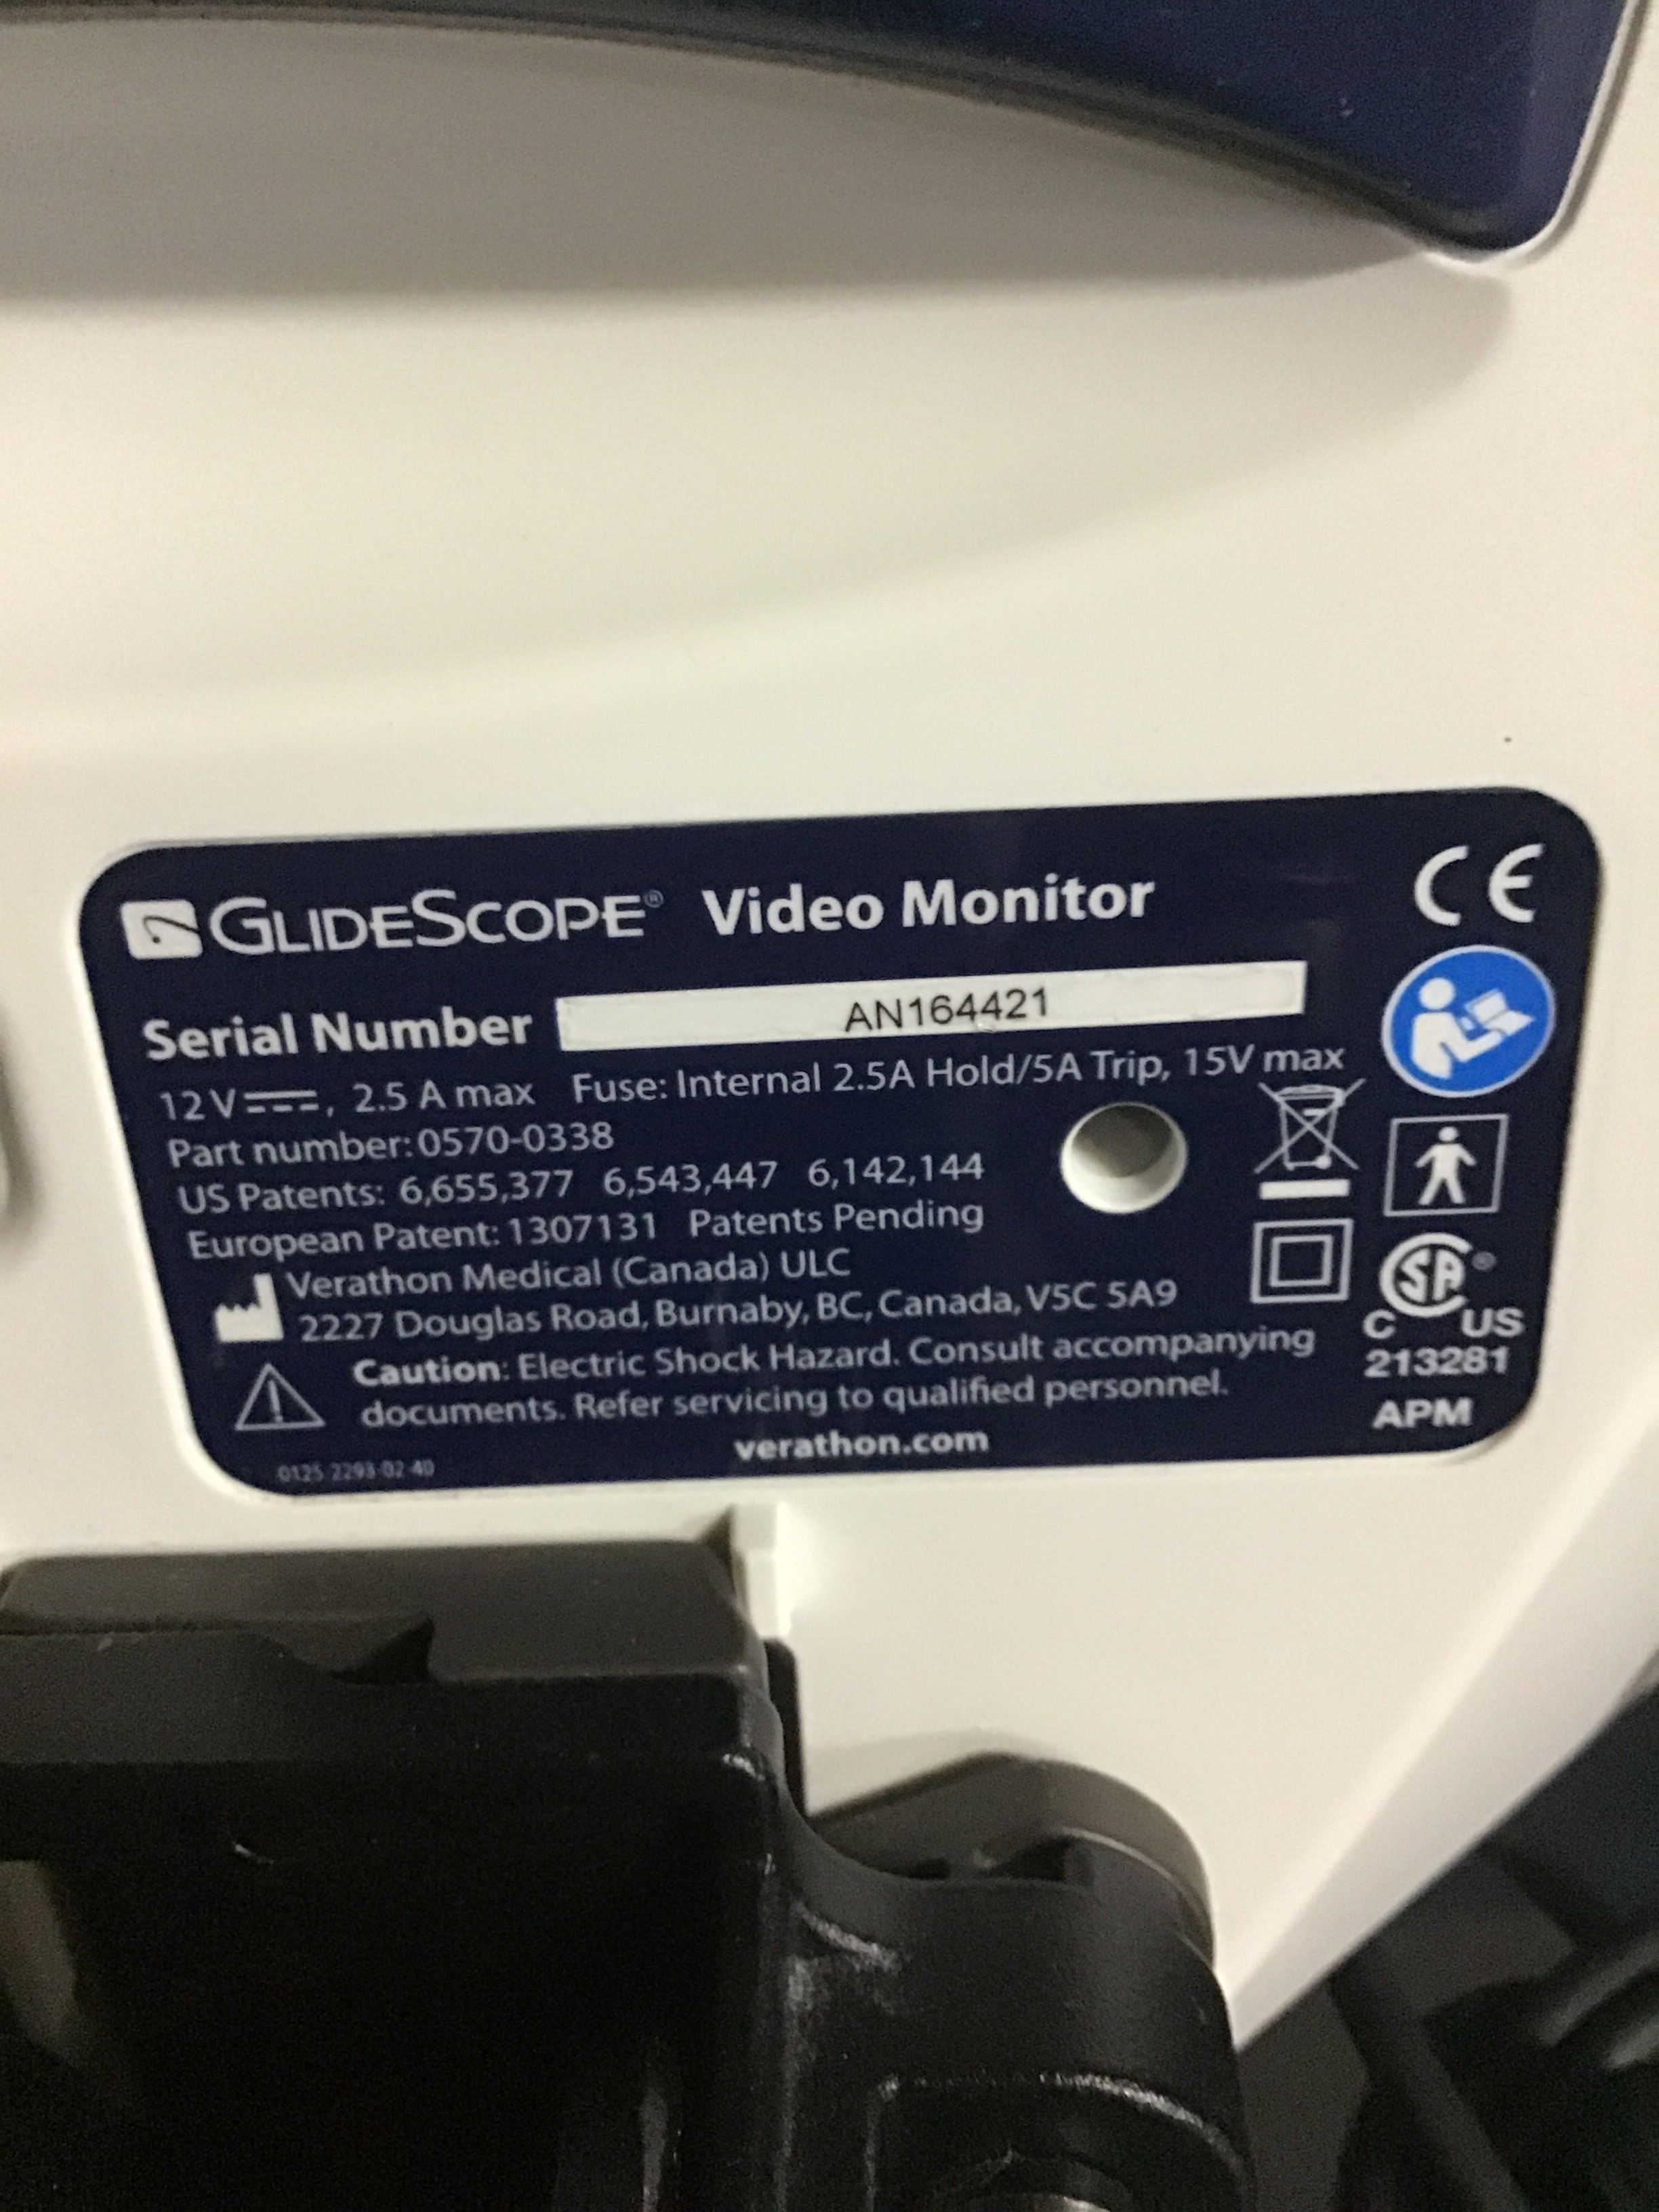 GLIDESCOPE® Video Monitor
CE
Serial Number AN164421
12V, 2.5 A max Fuse: Internal 2.5A Hold/5A Trip, 15V max
Part number: 0570-0338
US Patents: 6,655,377 6,543,447 6,142,144
European Patent: 1307131 Patents Pending
Verathon Medical (Canada) ULC
2227 Douglas Road, Burnaby, BC, Canada, V5C 5A9
Caution: Electric Shock Hazard. Consult accompanying
documents. Refer servicing to qualified personnel.
verathon.com
0125-2293-02-40
SA®
C US
213281
APM